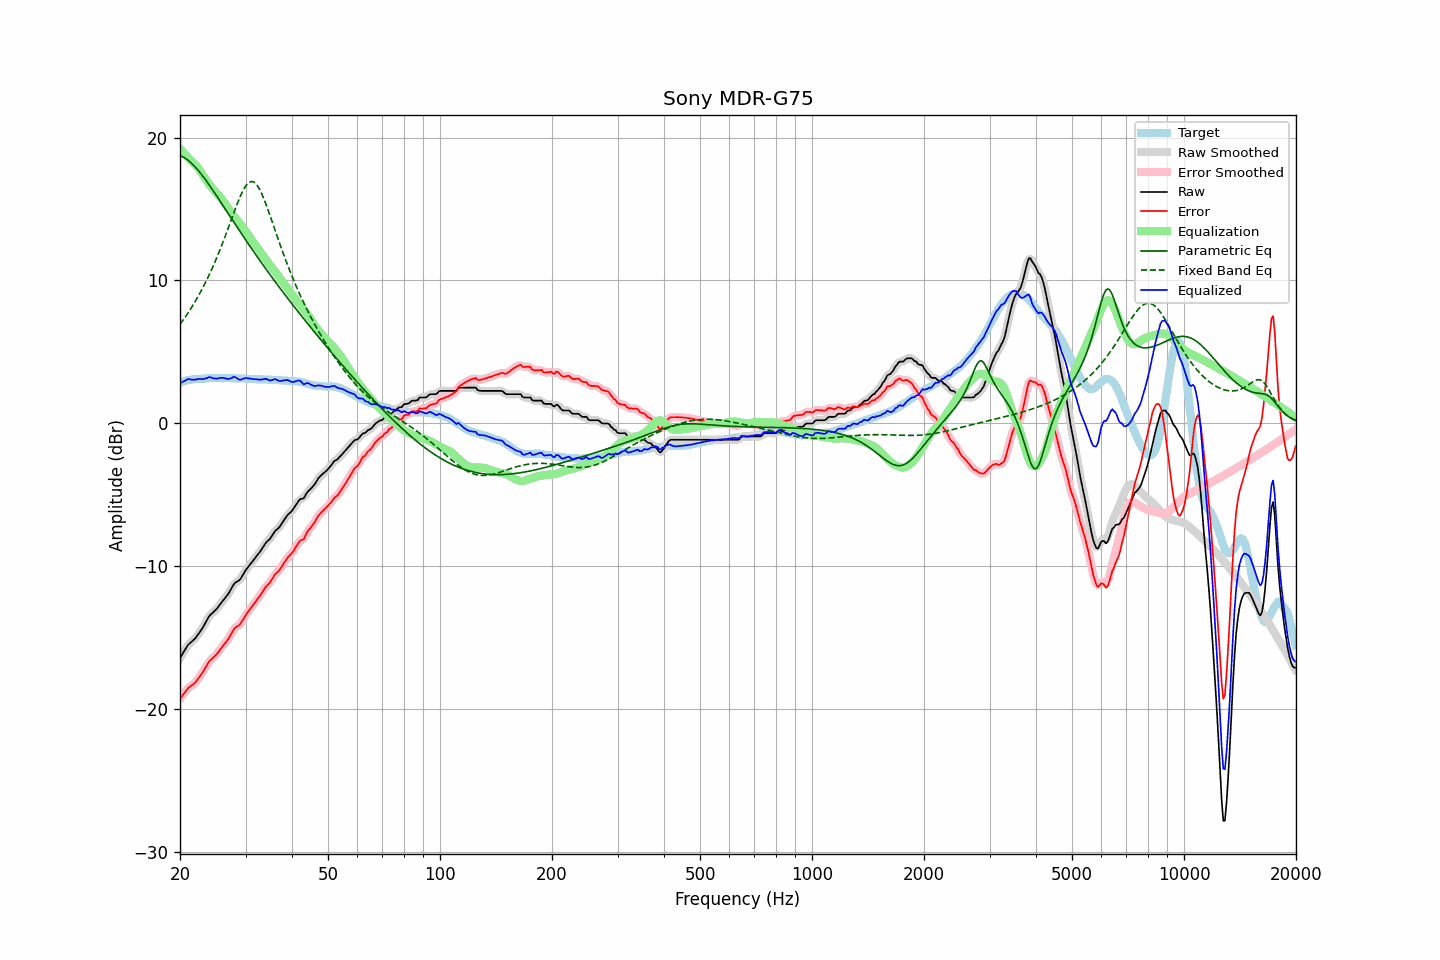 Sony MDR-G75
Amplitude (dBr)
20
10
0
−10
−20
−30
Target
Raw Smoothed
Error Smoothed
Raw
Error
Equalization
Parametric Eq
Fixed Band Eq
Equalized
20 50 100 200 500 1000 2000 5000 10000 20000
Frequency (Hz)